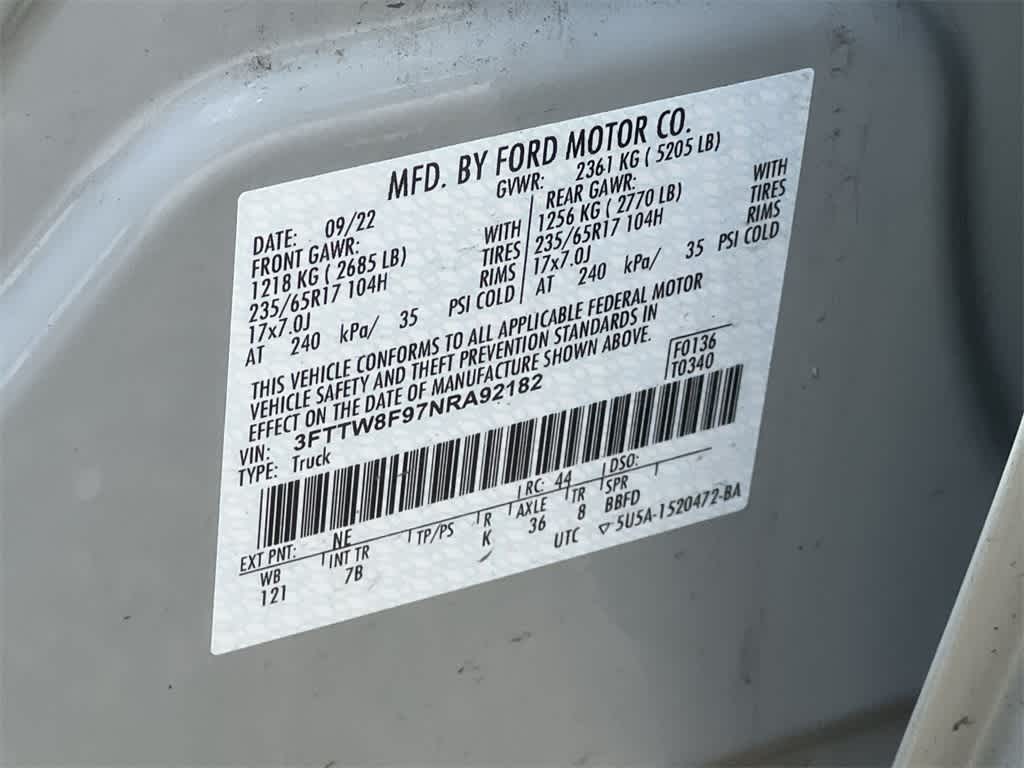 MFD. BY FORD MOTOR CO.
DATE: 09/22 GVWR: 2361 KG ( 5205 LB)
FRONT GAWR: WITH REAR GAWR: WITH
1218 KG ( 2685 LB) TIRES 1256 KG ( 2770 LB) TIRES
235/65R17 104H RIMS 235/65R17 104H RIMS
17x7.0J 17x7.0J
AT 240 kPa/ 35 PSI COLD AT 240 kPa/ 35 PSI COLD
THIS VEHICLE CONFORMS TO ALL APPLICABLE FEDERAL MOTOR
VEHICLE SAFETY AND THEFT PREVENTION STANDARDS IN
EFFECT ON THE DATE OF MANUFACTURE SHOWN ABOVE.
F0136
T0340
VIN: 3FTTW8F97NRA92182
TYPE: Truck
EXT PNT: NE RC: 44 DSO:
WB INT TR TP/PS R AXLE TR SPR
121 7B K 36 8 BBFD
UTC ▽ 5U5A-1520472-BA